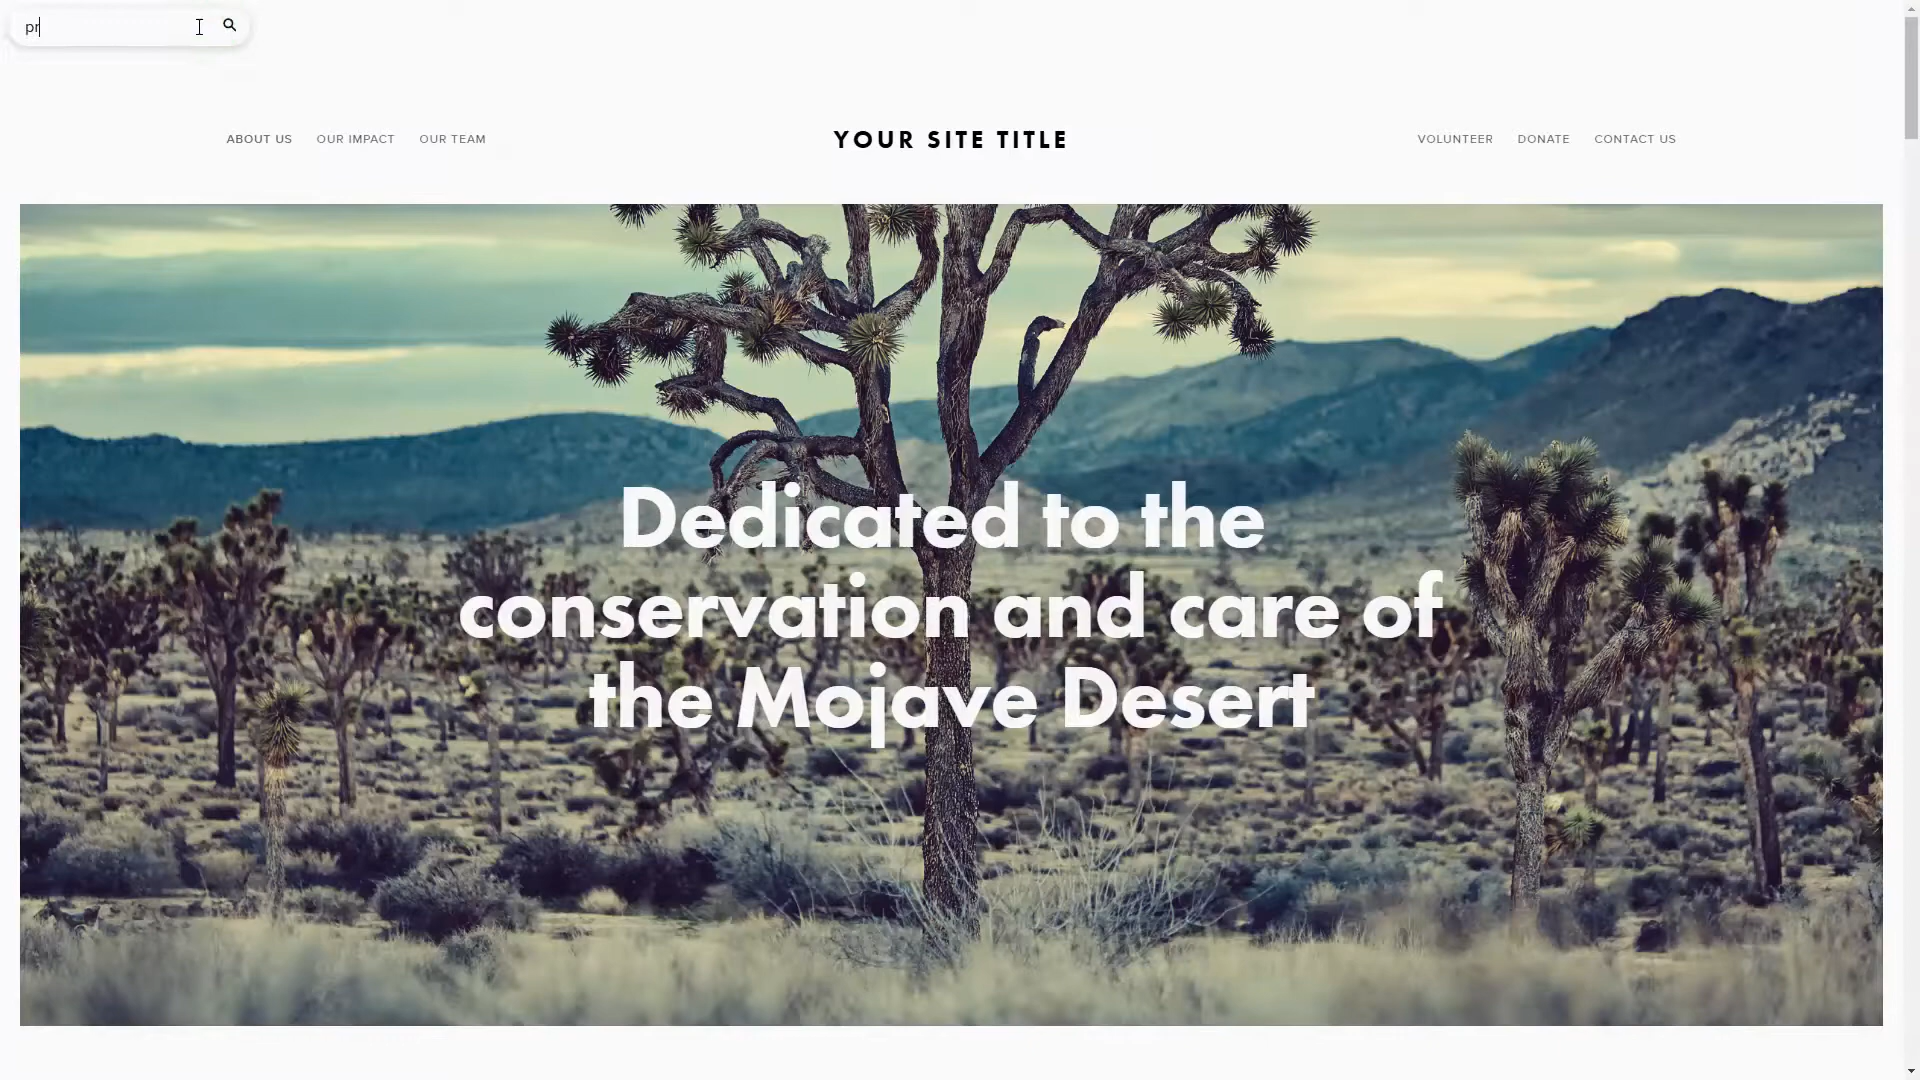 pr
ABOUT US OUR IMPACT OUR TEAM
YOUR SITE TITLE
VOLUNTEER DONATE CONTACT US
Dedicated to the
conservation and care of
the Mojave Desert